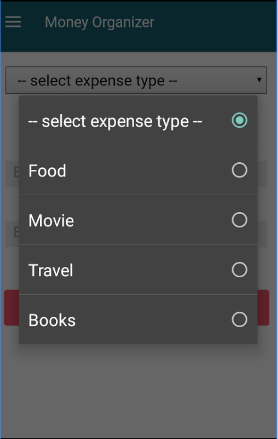 Money Organizer
-- select expense type --
-- select expense type --
Food
Movie
Travel
Books